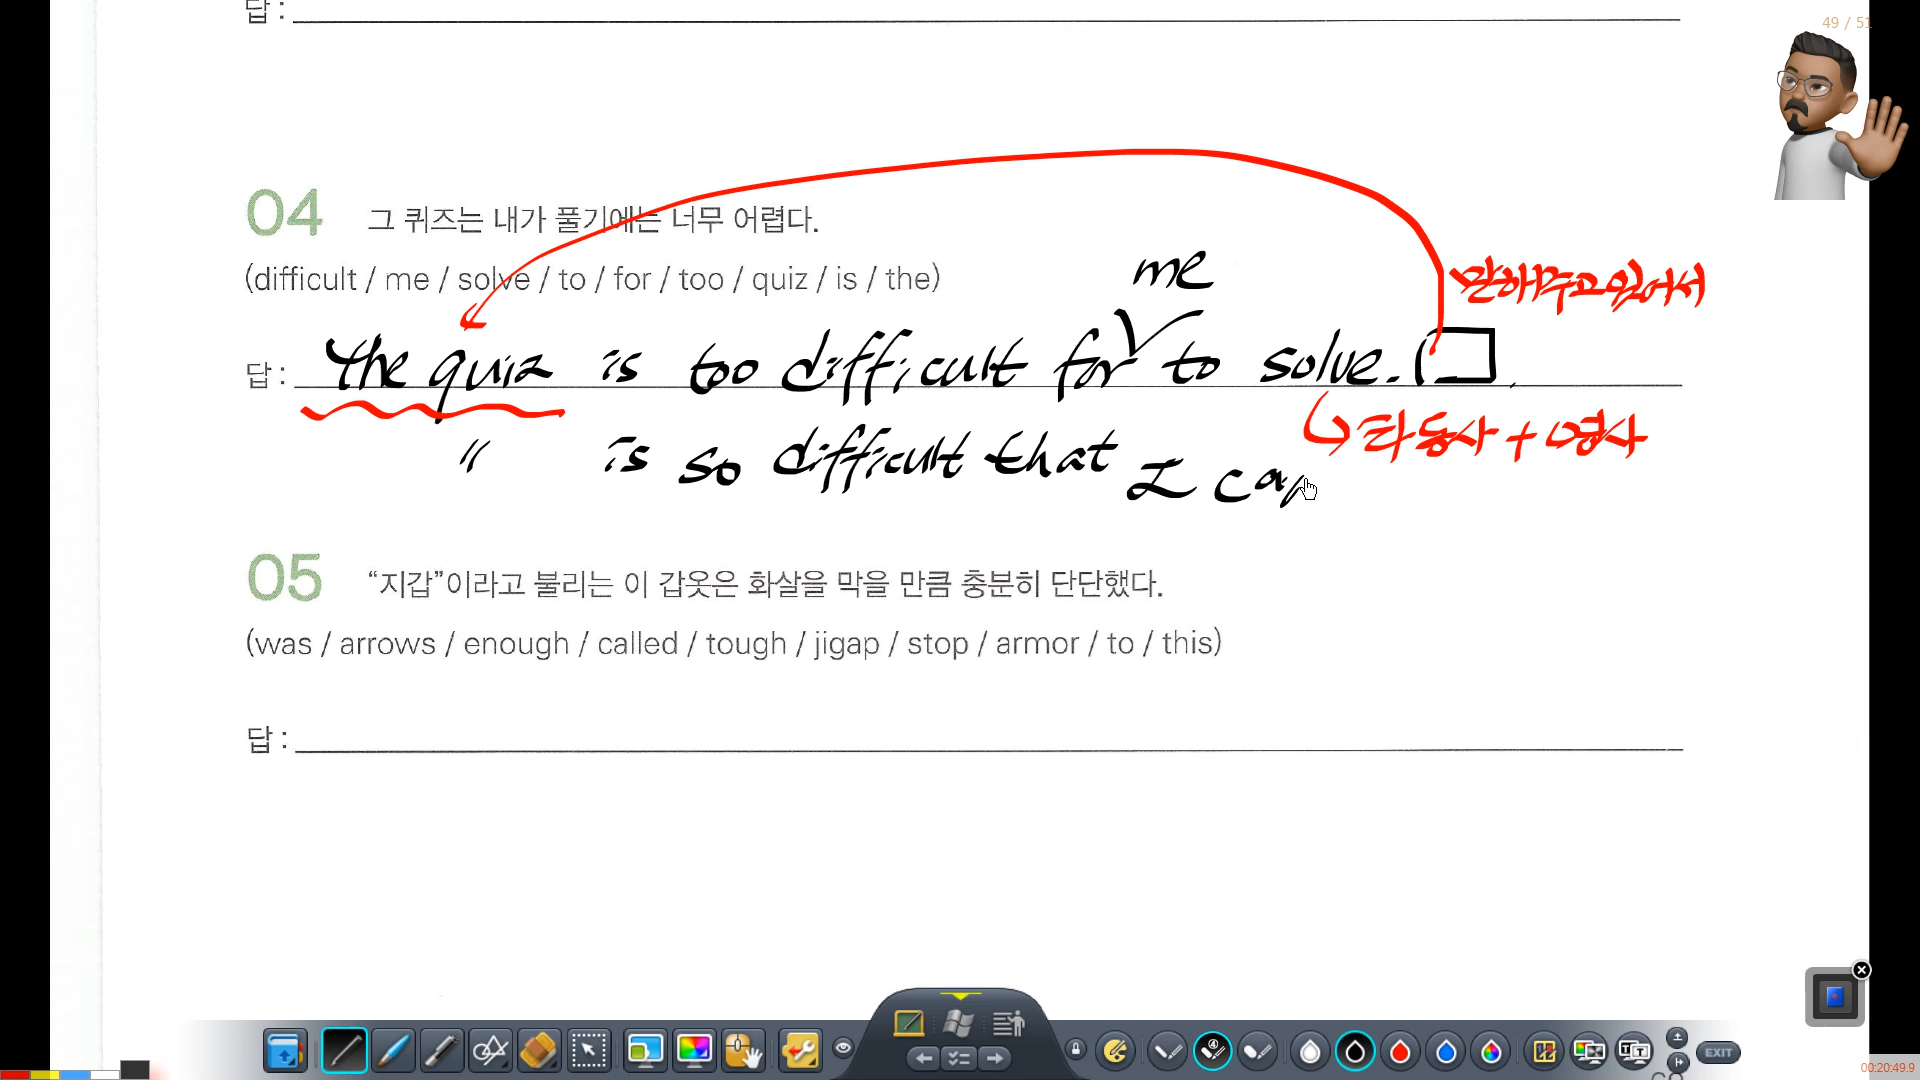 답 :
49 / 51
04 그 퀴즈는 내가 풀기에는 너무 어렵다.
(difficult / me / solve / to / for / too / quiz / is / the)
me
말해주고 있어서
답 : the quiz is too difficult for to solve.
타동사 + 명사
" is so difficult that I can
05 “지갑”이라고 불리는 이 갑옷은 화살을 막을 만큼 충분히 단단했다.
(was / arrows / enough / called / tough / jigap / stop / armor / to / this)
답 :
EXIT
00:20:49.9